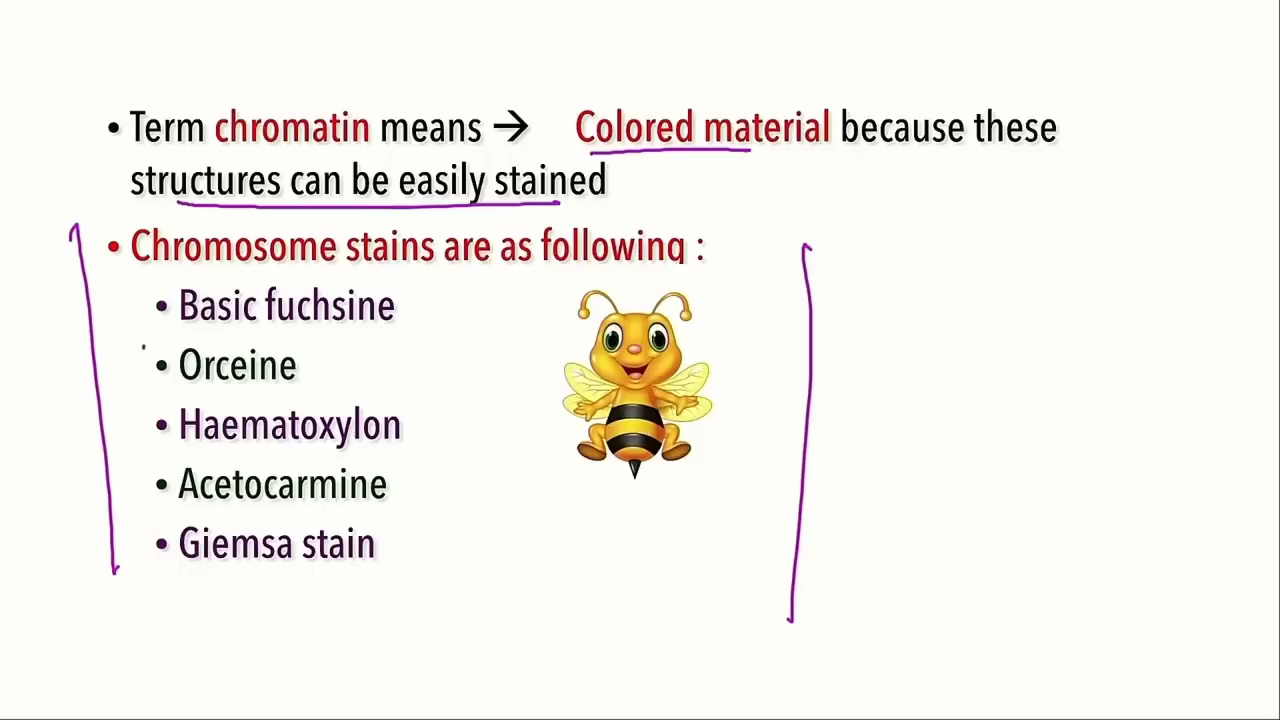 • Term chromatin means → Colored material because these
structures can be easily stained
• Chromosome stains are as following :
• Basic fuchsine
• Orceine
• Haematoxylon
• Acetocarmine
• Giemsa stain